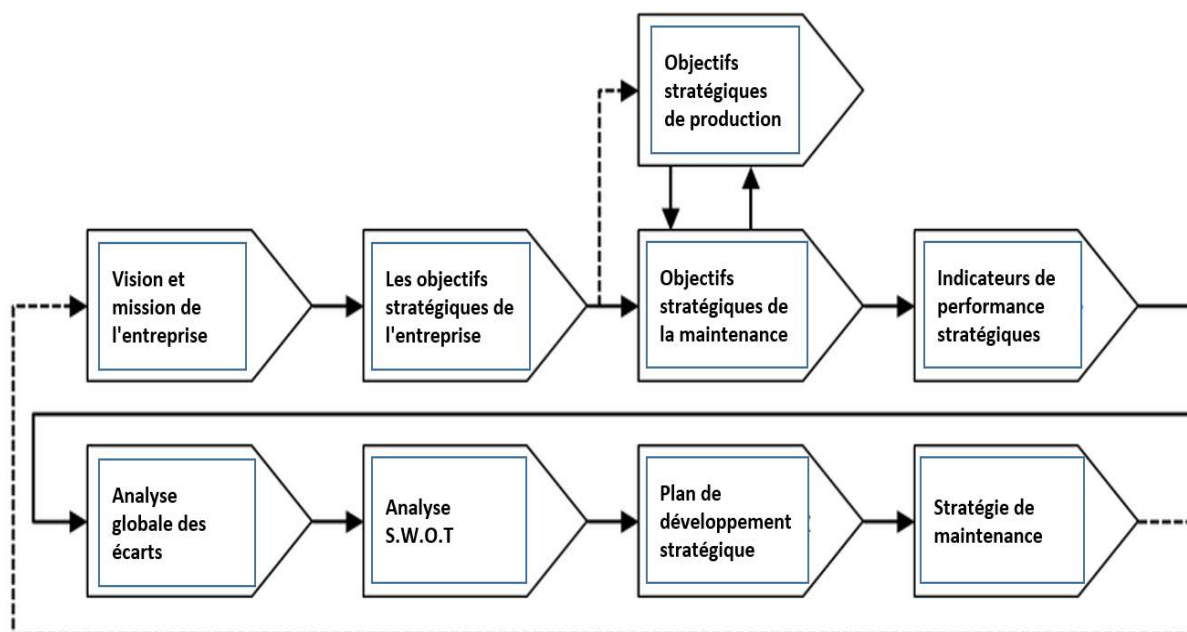 Objectifs
stratégiques
de production
Vision et
mission de
l'entreprise
Les objectifs
stratégiques de
l'entreprise
Objectifs
stratégiques de
la maintenance
Indicateurs de
performance
stratégiques
Analyse
globale des
écarts
Analyse
S.W.O.T
Plan de
développement
stratégique
Stratégie de
maintenance